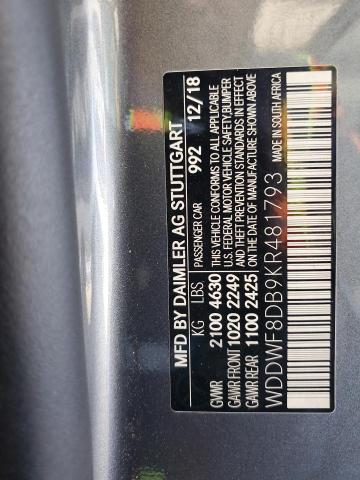 MFD BY DAIMLER AG STUTTGART
PASSENGER CAR 992 12/18
KG LBS
GVWR 2100 4630
GAWR FRONT 1020 2249
GAWR REAR 1100 2425
THIS VEHICLE CONFORMS TO ALL APPLICABLE
U.S. FEDERAL MOTOR VEHICLE SAFETY, BUMPER
AND THEFT PREVENTION STANDARDS IN EFFECT
ON THE DATE OF MANUFACTURE SHOWN ABOVE
WDDWF8DB9KR481793 MADE IN SOUTH AFRICA